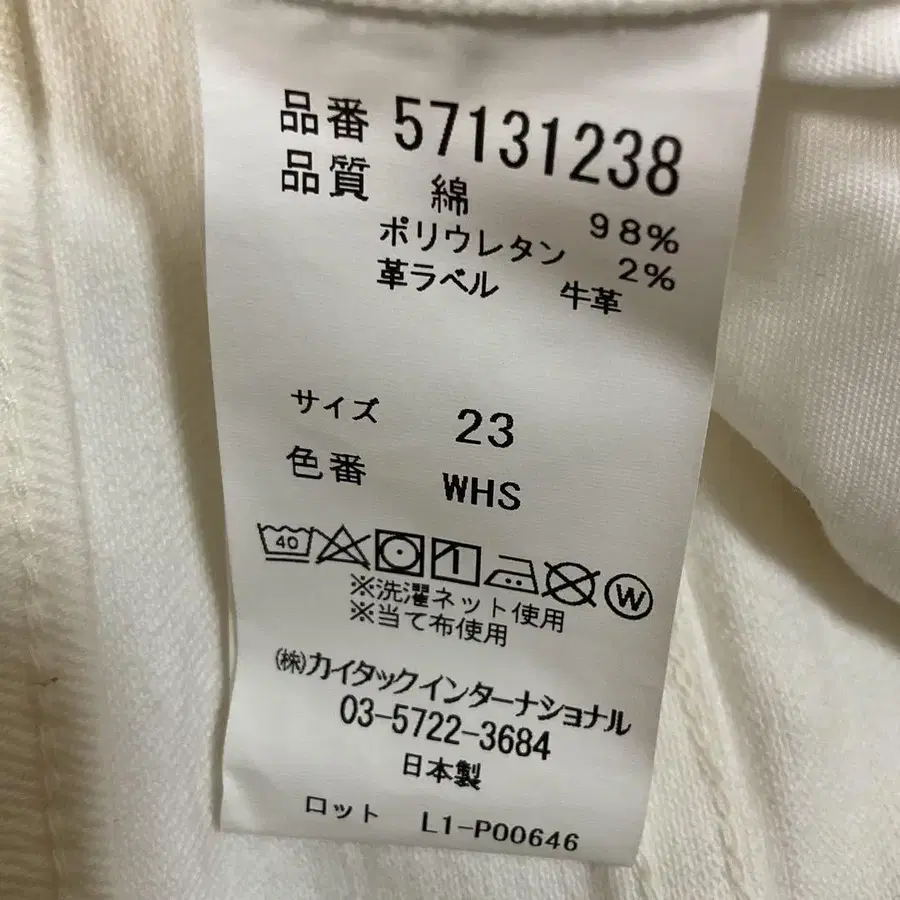 品番 57131238
品質 綿 98%
ポリウレタン 2%
革ラベル 牛革
サイズ 23
色番 WHS
40 W
※洗濯ネット使用
※当て布使用
㈱カイタックインターナショナル
03-5722-3684
日本製
ロット L1-P00646